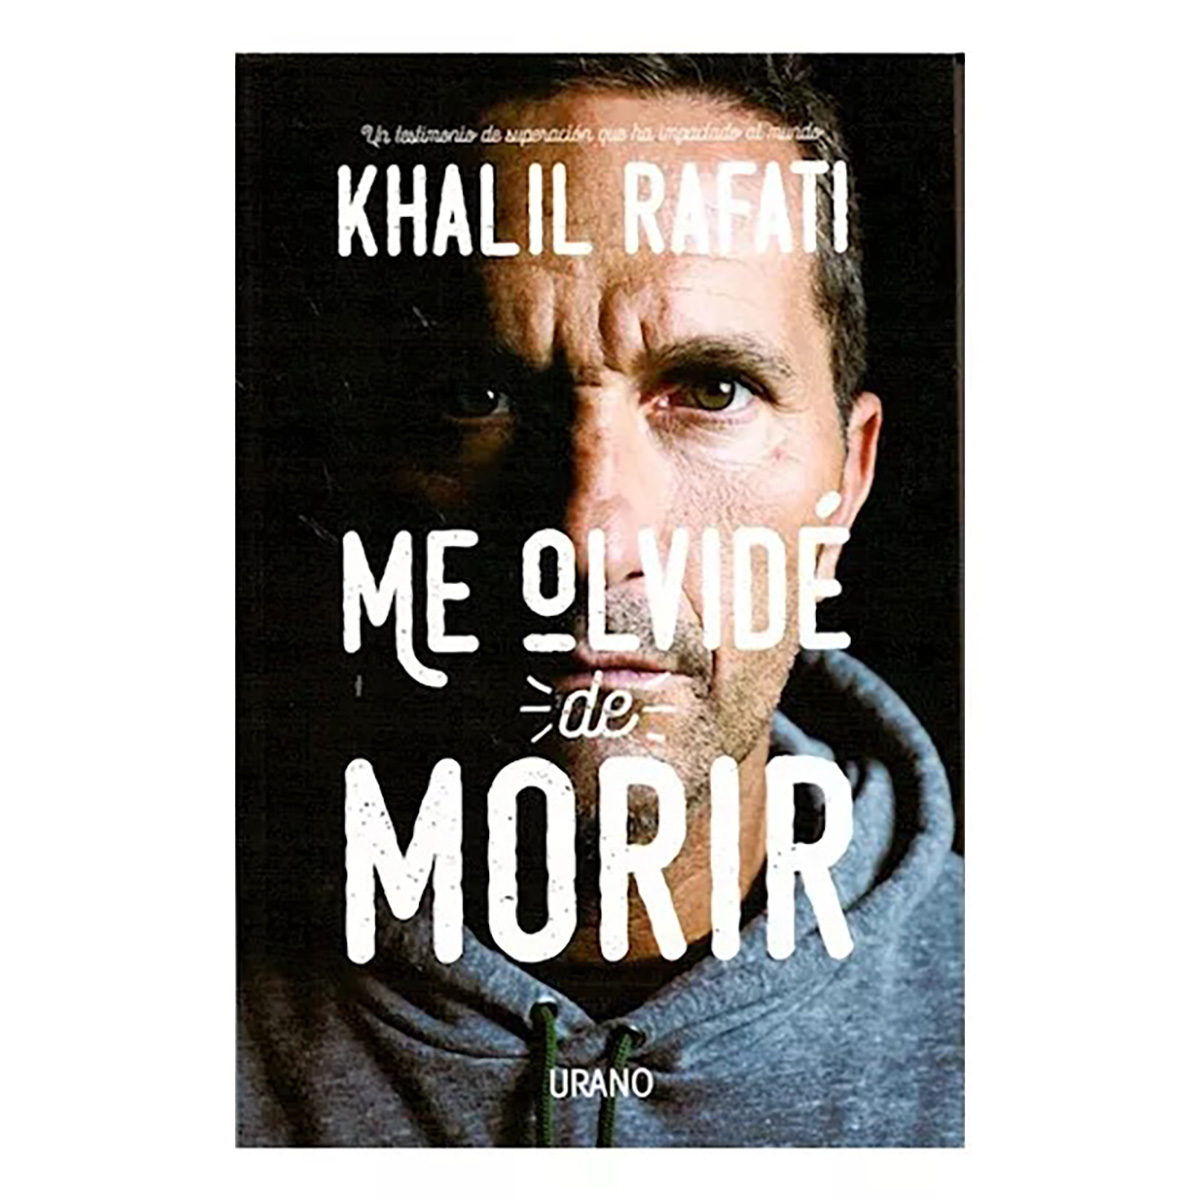 Un testimonio de superación que ha impactado al mundo
KHALIL RAFATI
ME OLVIDÉ
de
MORIR
URANO